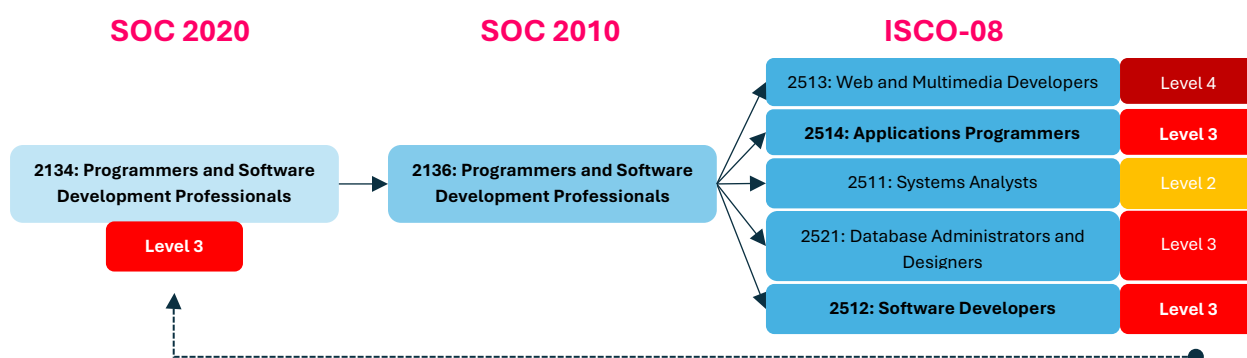 SOC 2020
SOC 2010
ISCO-08
2134: Programmers and Software
Development Professionals
Level 3
2136: Programmers and Software
Development Professionals
2513: Web and Multimedia Developers
Level 4
2514: Applications Programmers
Level 3
2511: Systems Analysts
Level 2
2521: Database Administrators and
Designers
Level 3
2512: Software Developers
Level 3